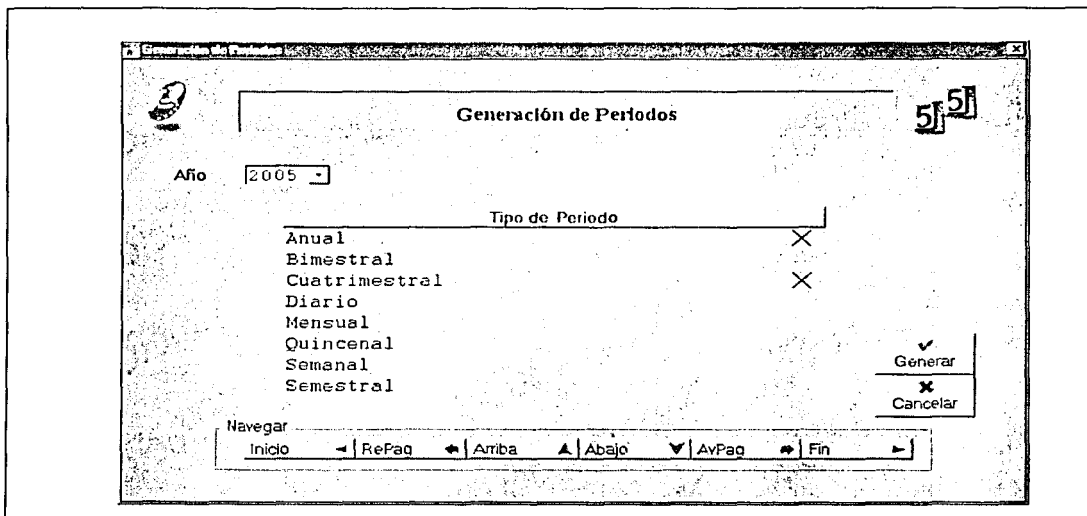 Generación de Periodos
Generación de Periodos
Año 2005
Tipo de Periodo
Anual
Bimestral
Cuatrimestral
Diario
Mensual
Quincenal
Semanal
Semestral
Generar
Cancelar
Navegar
Inicio RePag Arriba Abajo AvPag Fin